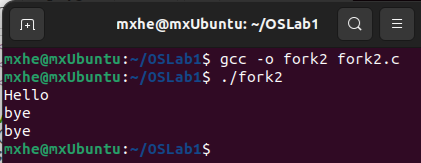 mxhe@mxUbuntu: ~/OSLab1
mxhe@mxUbuntu:~/OSLab1$ gcc -o fork2 fork2.c
mxhe@mxUbuntu:~/OSLab1$ ./fork2
Hello
bye
bye
mxhe@mxUbuntu:~/OSLab1$